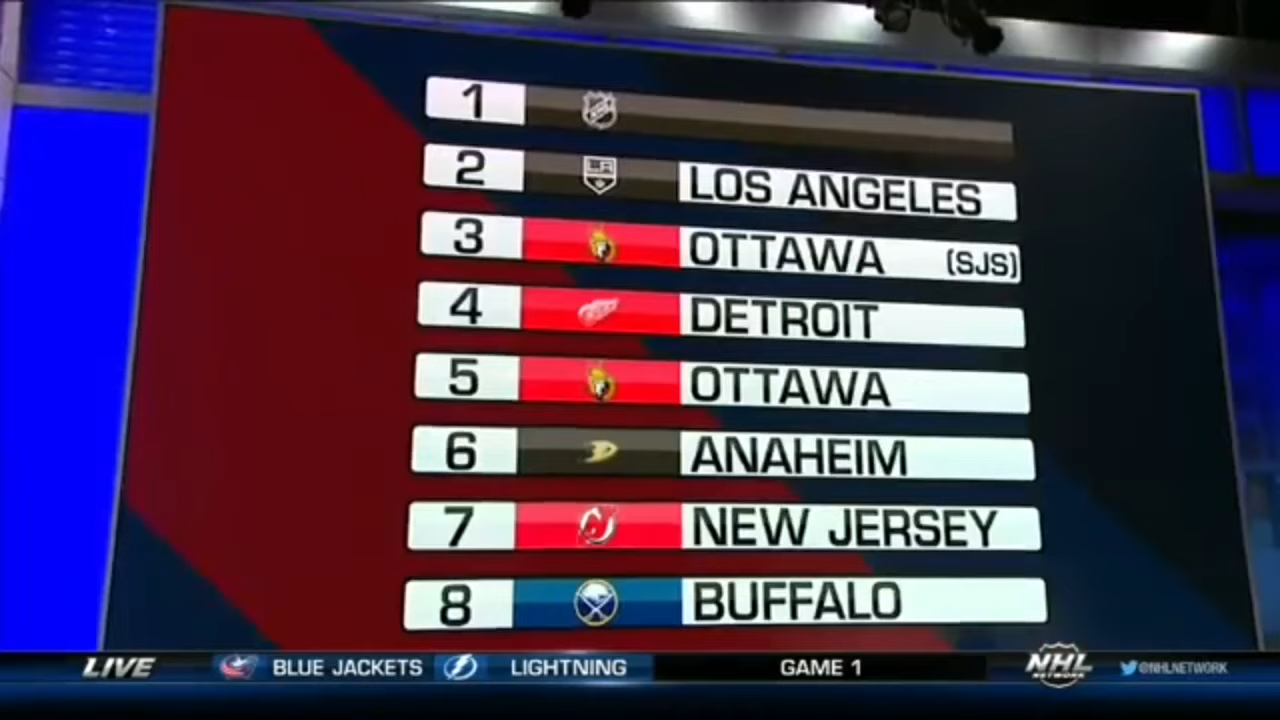 1
2 LOS ANGELES
3 OTTAWA (SJS)
4 DETROIT
5 OTTAWA
6 ANAHEIM
7 NEW JERSEY
8 BUFFALO
LIVE BLUE JACKETS LIGHTNING GAME 1 NHL NETWORK @NHLNETWORK